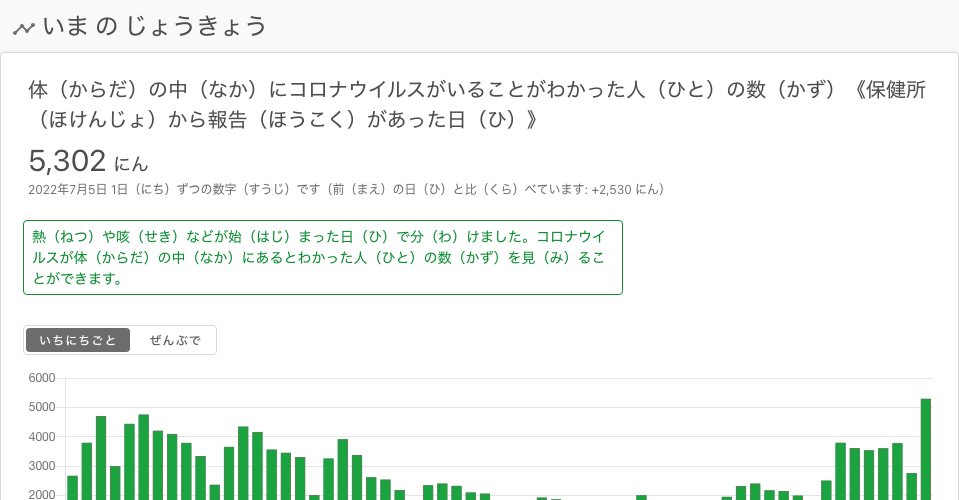 いま の じょうきょう
体（からだ）の中（なか）にコロナウイルスがいることがわかった人（ひと）の数（かず）《保健所
（ほけんじょ）から報告（ほうこく）があった日（ひ）》
5,302 にん
2022年7月5日 1日（にち）ずつの数字（すうじ）です（前（まえ）の日（ひ）と比（くら）べています: +2,530 にん）
熱（ねつ）や咳（せき）などが始（はじ）まった日（ひ）で分（わ）けました。コロナウイ
ルスが体（からだ）の中（なか）にあるとわかった人（ひと）の数（かず）を見（み）るこ
とができます。
いちにちごと ぜんぶで
6000
5000
4000
3000
2000